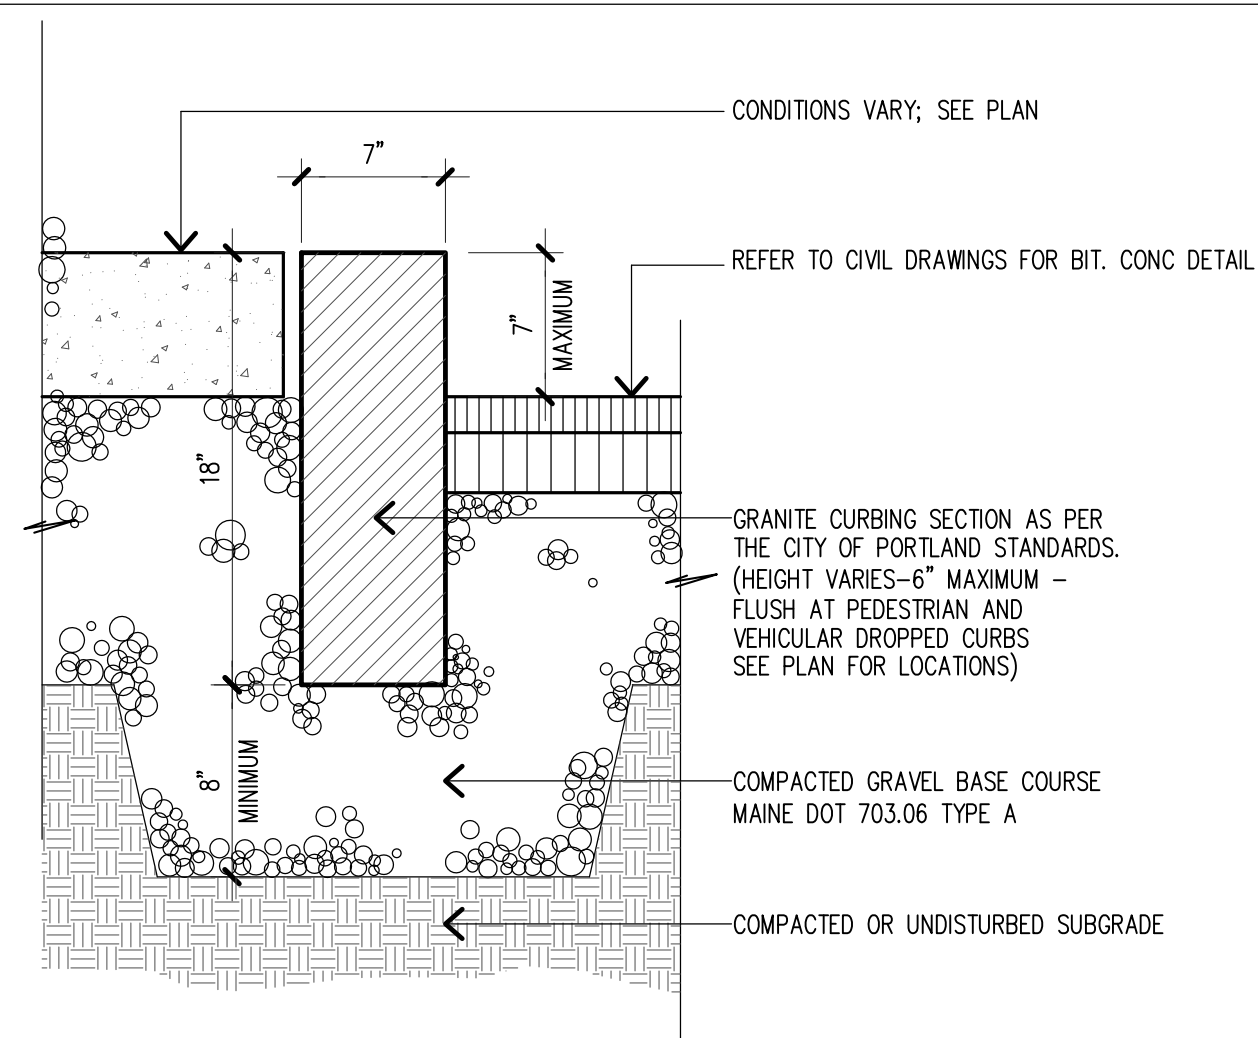 CONDITIONS VARY; SEE PLAN
7”
REFER TO CIVIL DRAWINGS FOR BIT. CONC DETAIL
7”
MAXIMUM
18”
GRANITE CURBING SECTION AS PER
THE CITY OF PORTLAND STANDARDS.
(HEIGHT VARIES–6” MAXIMUM –
FLUSH AT PEDESTRIAN AND
VEHICULAR DROPPED CURBS
SEE PLAN FOR LOCATIONS)
8”
MINIMUM
COMPACTED GRAVEL BASE COURSE
MAINE DOT 703.06 TYPE A
COMPACTED OR UNDISTURBED SUBGRADE